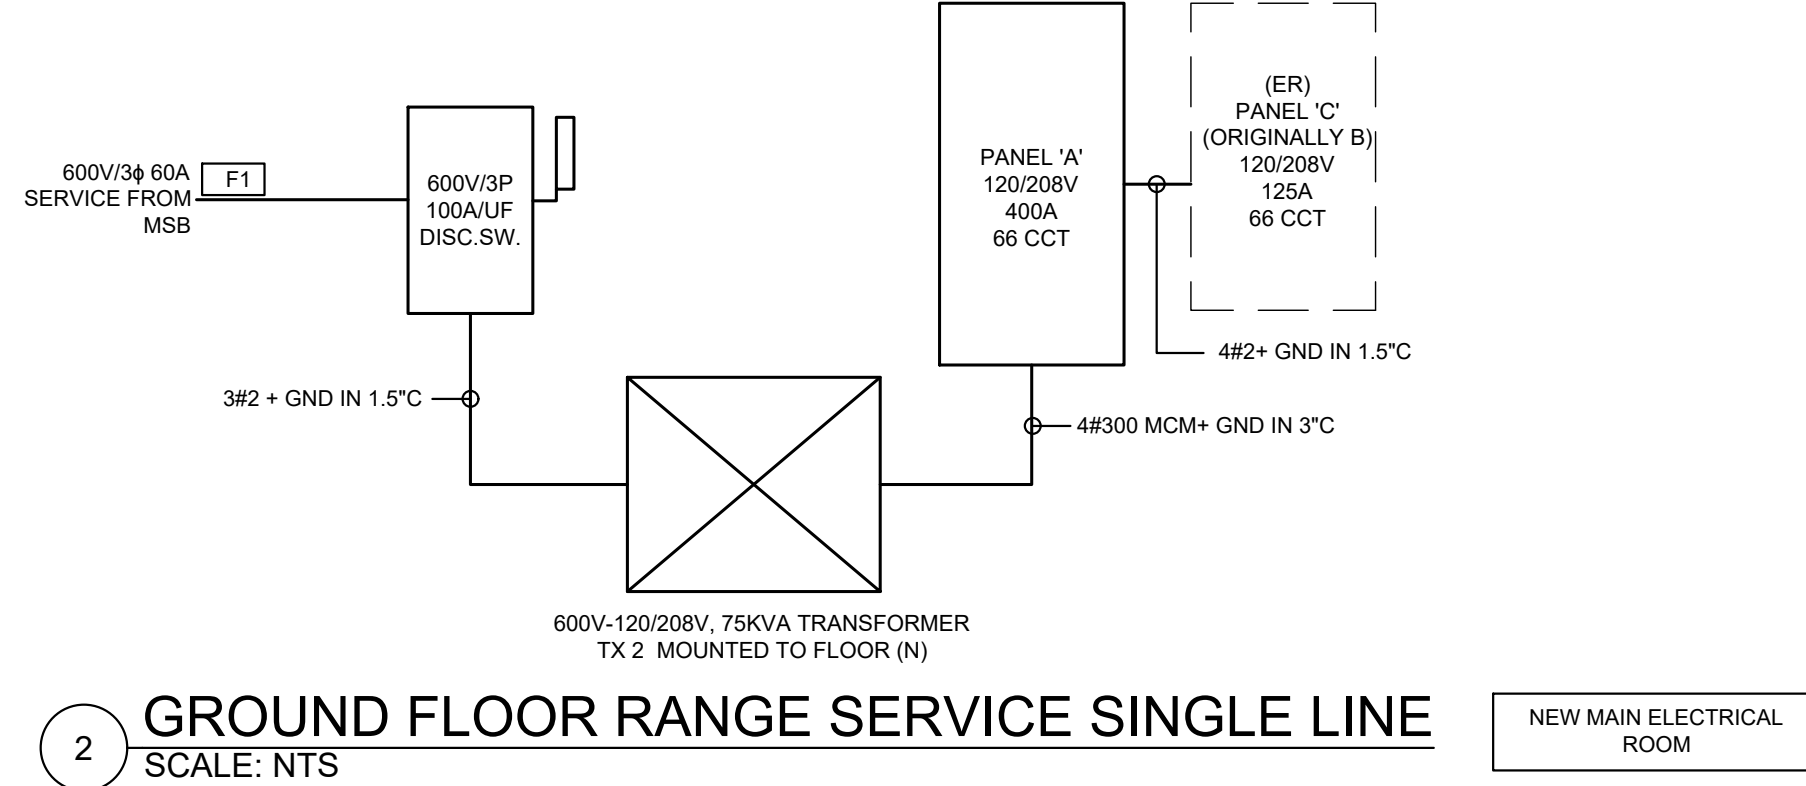 600V/3ϕ 60A
SERVICE FROM
MSB
F1
600V/3P
100A/UF
DISC.SW.
3#2 + GND IN 1.5"C
PANEL 'A'
120/208V
400A
66 CCT
(ER)
PANEL 'C'
(ORIGINALLY B)
120/208V
125A
66 CCT
4#2+ GND IN 1.5"C
4#300 MCM+ GND IN 3"C
600V-120/208V, 75KVA TRANSFORMER
TX 2 MOUNTED TO FLOOR (N)
2
GROUND FLOOR RANGE SERVICE SINGLE LINE
SCALE: NTS
NEW MAIN ELECTRICAL
ROOM